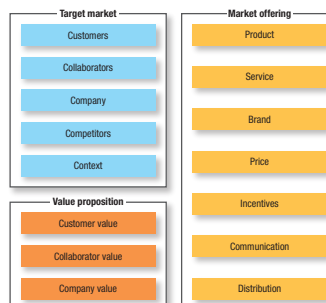 Target market
Customers
Collaborators
Company
Competitors
Context
Value proposition
Customer value
Collaborator value
Company value
Market offering
Product
Service
Brand
Price
Incentives
Communication
Distribution